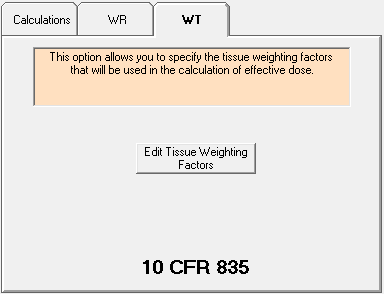 Calculations WR WT
This option allows you to specify the tissue weighting factors
that will be used in the calculation of effective dose.
Edit Tissue Weighting
Factors
10 CFR 835